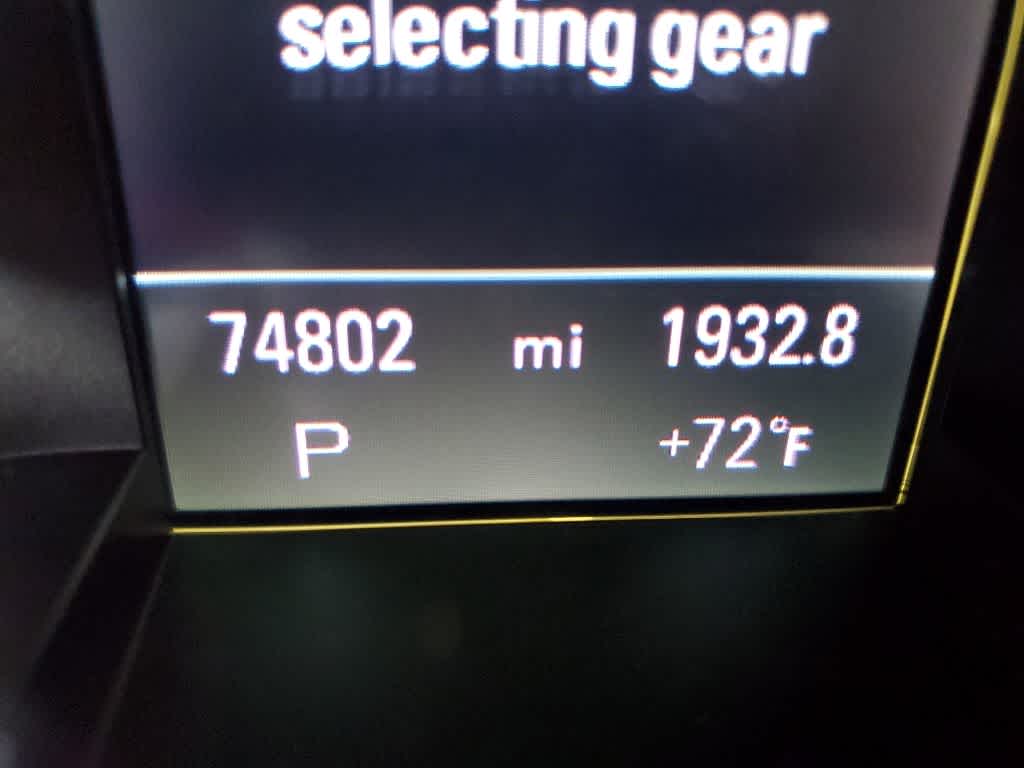 selecting gear
74802 mi 1932.8
P +72°F